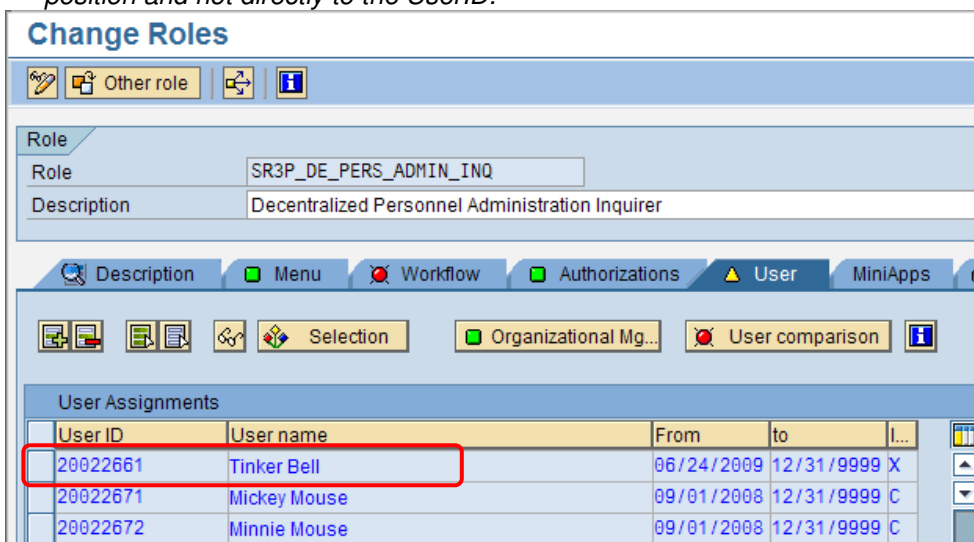 position and not directly to the UserID.
Change Roles
Other role
Role
Role SR3P_DE_PERS_ADMIN_INQ
Description Decentralized Personnel Administration Inquirer
Description Menu Workflow Authorizations User MiniApps
Selection Organizational Mg... User comparison
User Assignments
User ID User name From to I...
20022661 Tinker Bell 06/24/2009 12/31/9999 X
20022671 Mickey Mouse 09/01/2008 12/31/9999 C
20022672 Minnie Mouse 09/01/2008 12/31/9999 C